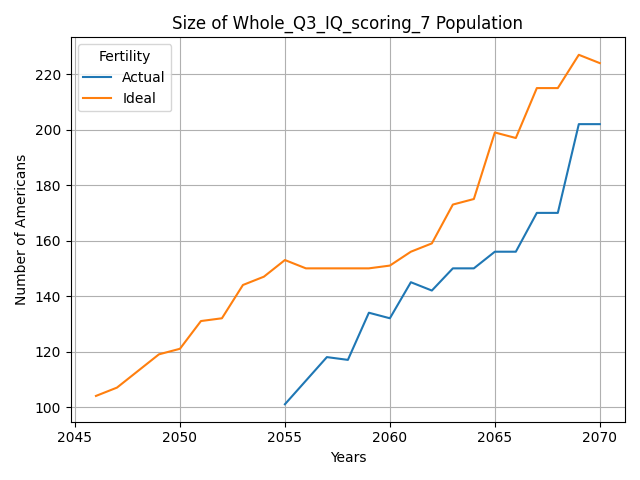 Size of Whole_Q3_IQ_scoring_7 Population
Fertility
Actual
Ideal
Number of Americans
220
200
180
160
140
120
100
2045
2050
2055
2060
2065
2070
Years